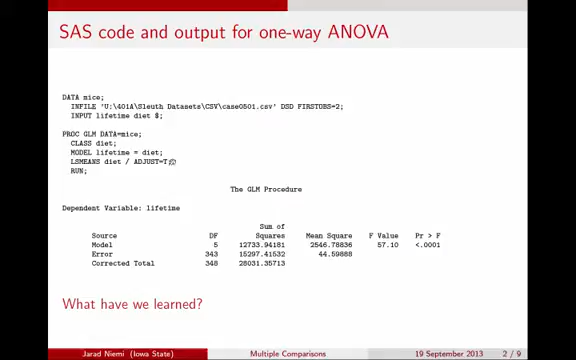 SAS code and output for one-way ANOVA
DATA mice;
INFILE 'U:\401A\Sleuth Datasets\CSV\case0501.csv' DSD FIRSTOBS=2;
INPUT lifetime diet $;
PROC GLM DATA=mice;
CLASS diet;
MODEL lifetime = diet;
LSMEANS diet / ADJUST=T;
RUN;
The GLM Procedure
Dependent Variable: lifetime
Sum of
Source DF Squares Mean Square F Value Pr > F
Model 5 12733.94181 2546.78836 57.10 <.0001
Error 343 15297.41532 44.59888
Corrected Total 348 28031.35713
What have we learned?
Jarad Niemi (Iowa State) Multiple Comparisons 19 September 2013 2 / 9